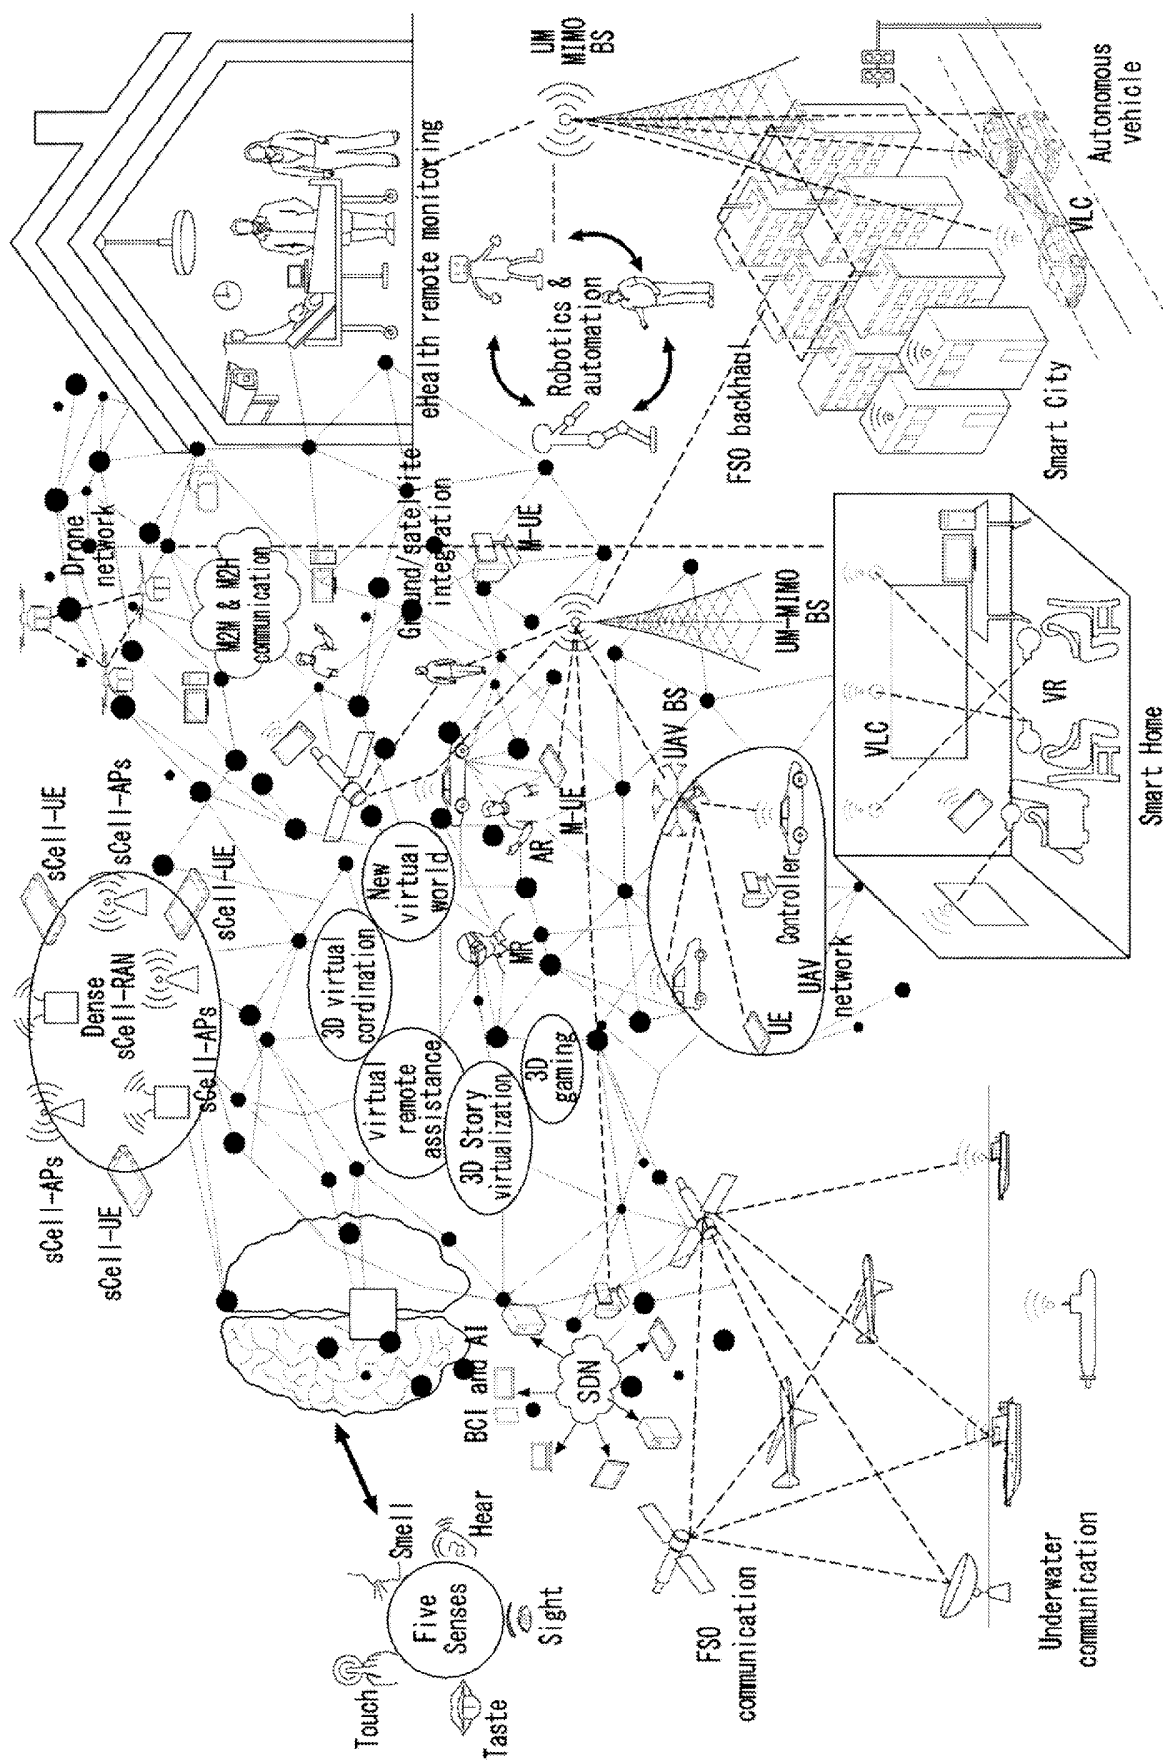 Five
Senses
Touch
Smell
Hear
Sight
Taste
BCI and AI
sCell-APs
sCell-UE
Dense
sCell-RAN
sCell-APs
sCell-UE
sCell-APs
sCell-UE
Drone
network
M2M & M2H
communication
eHealth remote monitoring
3D virtual
cordination
New
virtual
world
virtual
remote
assistance
3D Story
virtualization
3D
gaming
MR
AR
M-UE
Ground/satellite
integration
M-UE
Robotics &
automation
UM
MIMO
BS
SDN
FSO
communication
Underwater
communication
UAV BS
Controller
UE
UAV
network
UM-MIMO
BS
FSO backhaul
Smart City
VLC
Autonomous
vehicle
VLC
VR
Smart Home